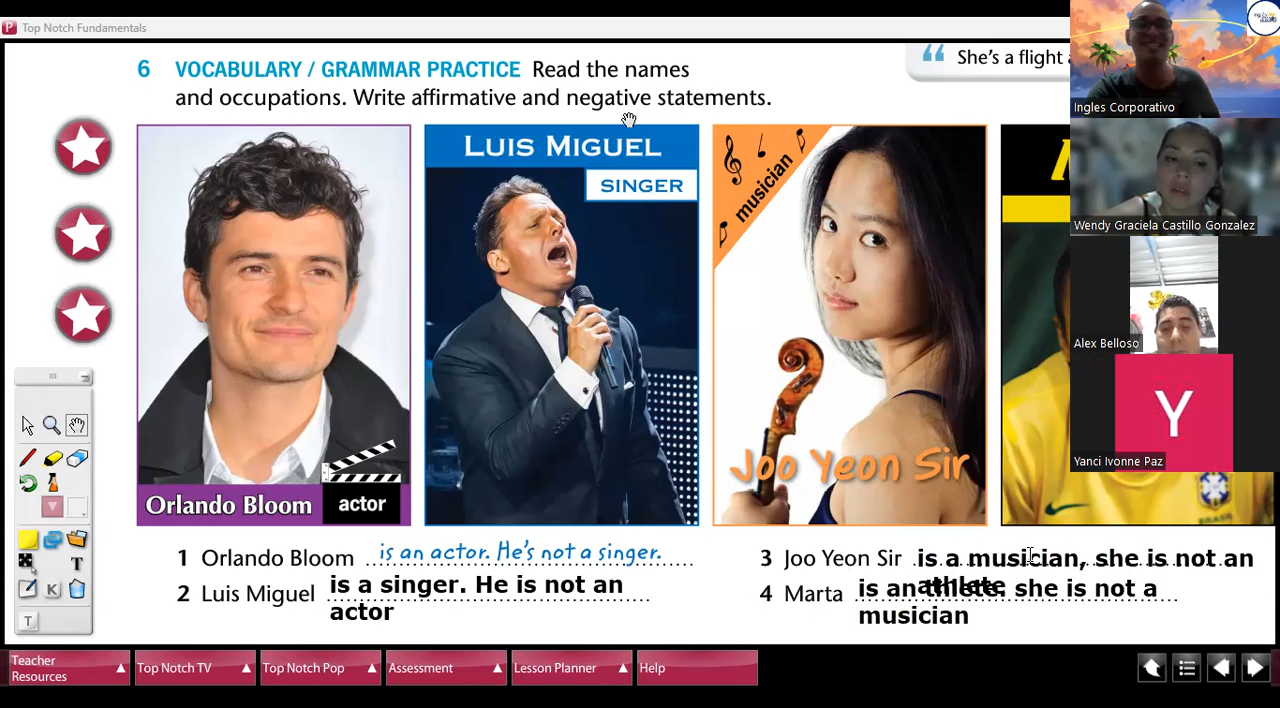 Top Notch Fundamentals
6 VOCABULARY / GRAMMAR PRACTICE Read the names
and occupations. Write affirmative and negative statements.
“ She's a flight
LUIS MIGUEL
SINGER
musician
Orlando Bloom
actor
Joo Yeon Sir
BRASIL
1 Orlando Bloom is an actor. He's not a singer.
2 Luis Miguel is a singer. He is not an
actor
3 Joo Yeon Sir is a musician, she is not an
athlete
4 Marta is an athlete. she is not a
musician
Ingles Corporativo
Wendy Graciela Castillo Gonzalez
Alex Belloso
Y
Yanci Ivonne Paz
T
K
T
Teacher
Resources
Top Notch TV
Top Notch Pop
Assessment
Lesson Planner
Help